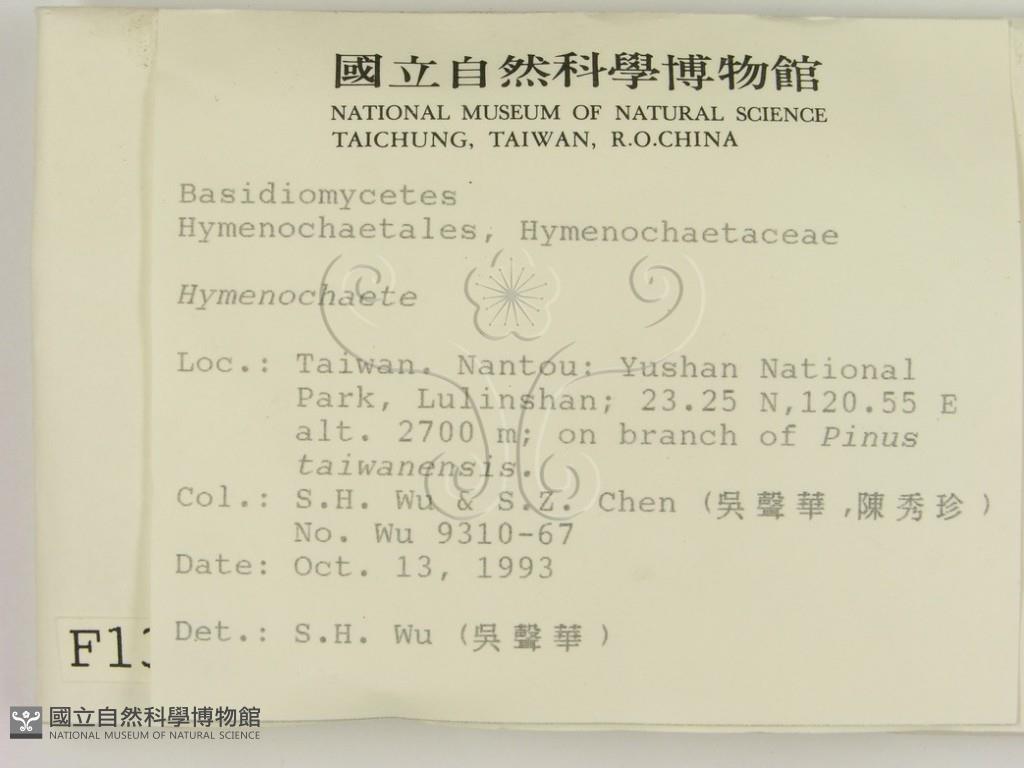 國立自然科學博物館
NATIONAL MUSEUM OF NATURAL SCIENCE
TAICHUNG, TAIWAN, R.O.CHINA
Basidiomycetes
Hymenochaetales, Hymenochaetaceae
Hymenochaete
Loc.: Taiwan. Nantou: Yushan National
Park, Lulinshan; 23.25 N,120.55 E
alt. 2700 m; on branch of Pinus
taiwanensis.
Col.: S.H. Wu & S.Z. Chen (吳聲華,陳秀珍)
No. Wu 9310-67
Date: Oct. 13, 1993
Det.: S.H. Wu (吳聲華)
F13
國立自然科學博物館
NATIONAL MUSEUM OF NATURAL SCIENCE